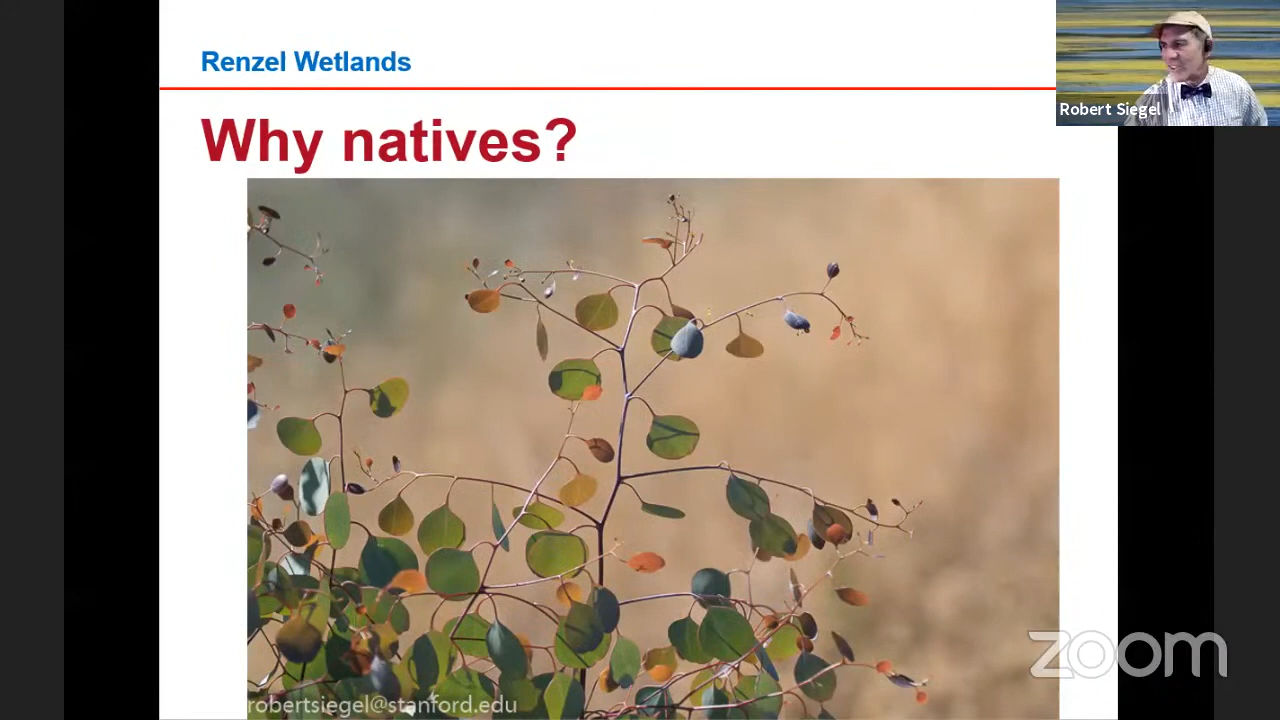 Renzel Wetlands
Why natives?
Robert Siegel
robertsiegel@stanford.edu
zoom